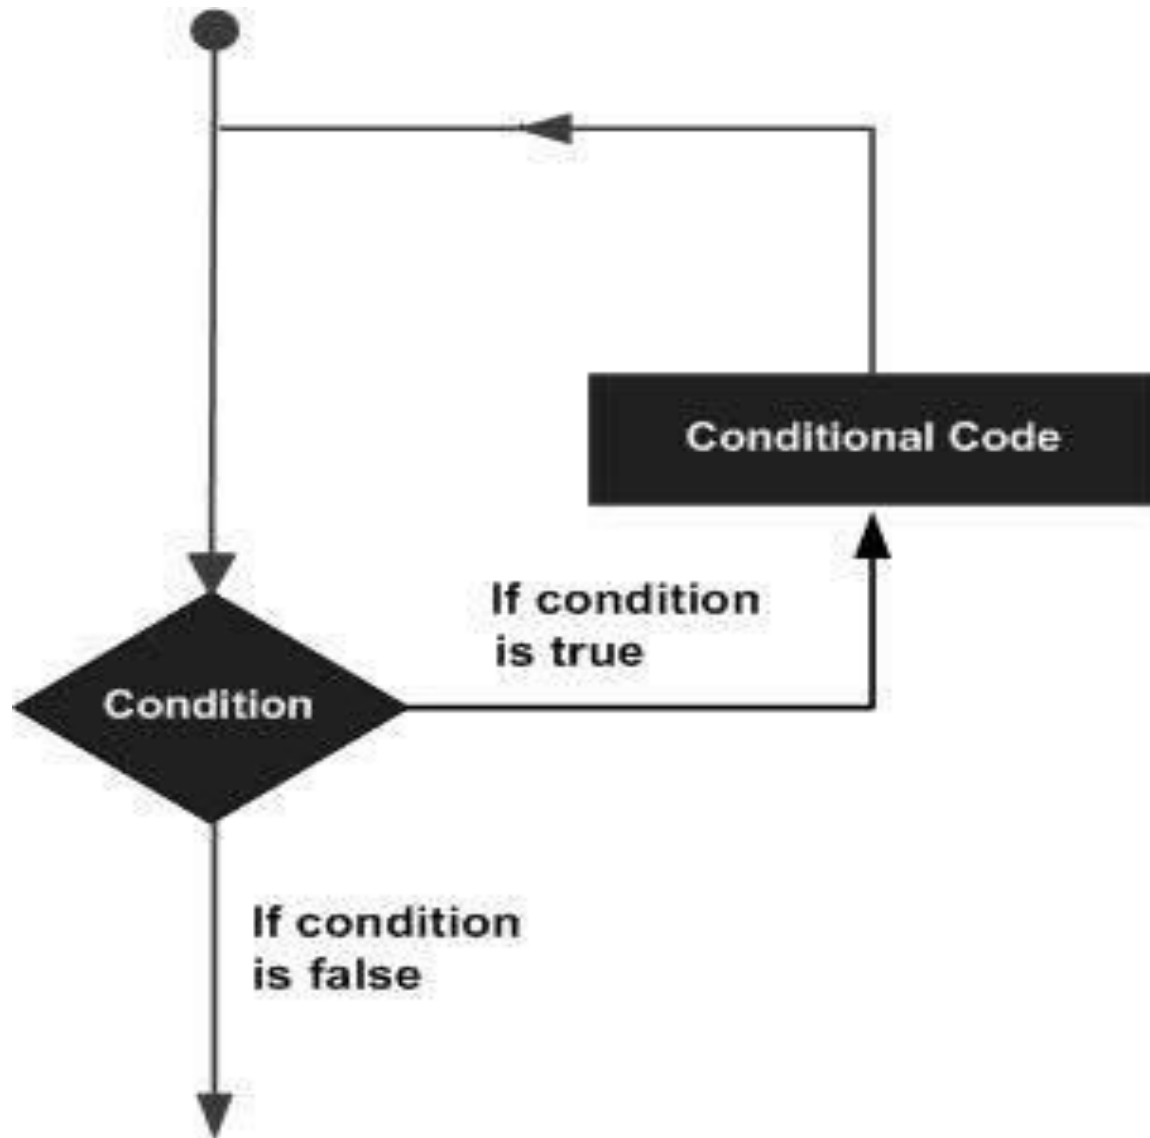 Conditional Code
If condition
is true
Condition
If condition
is false